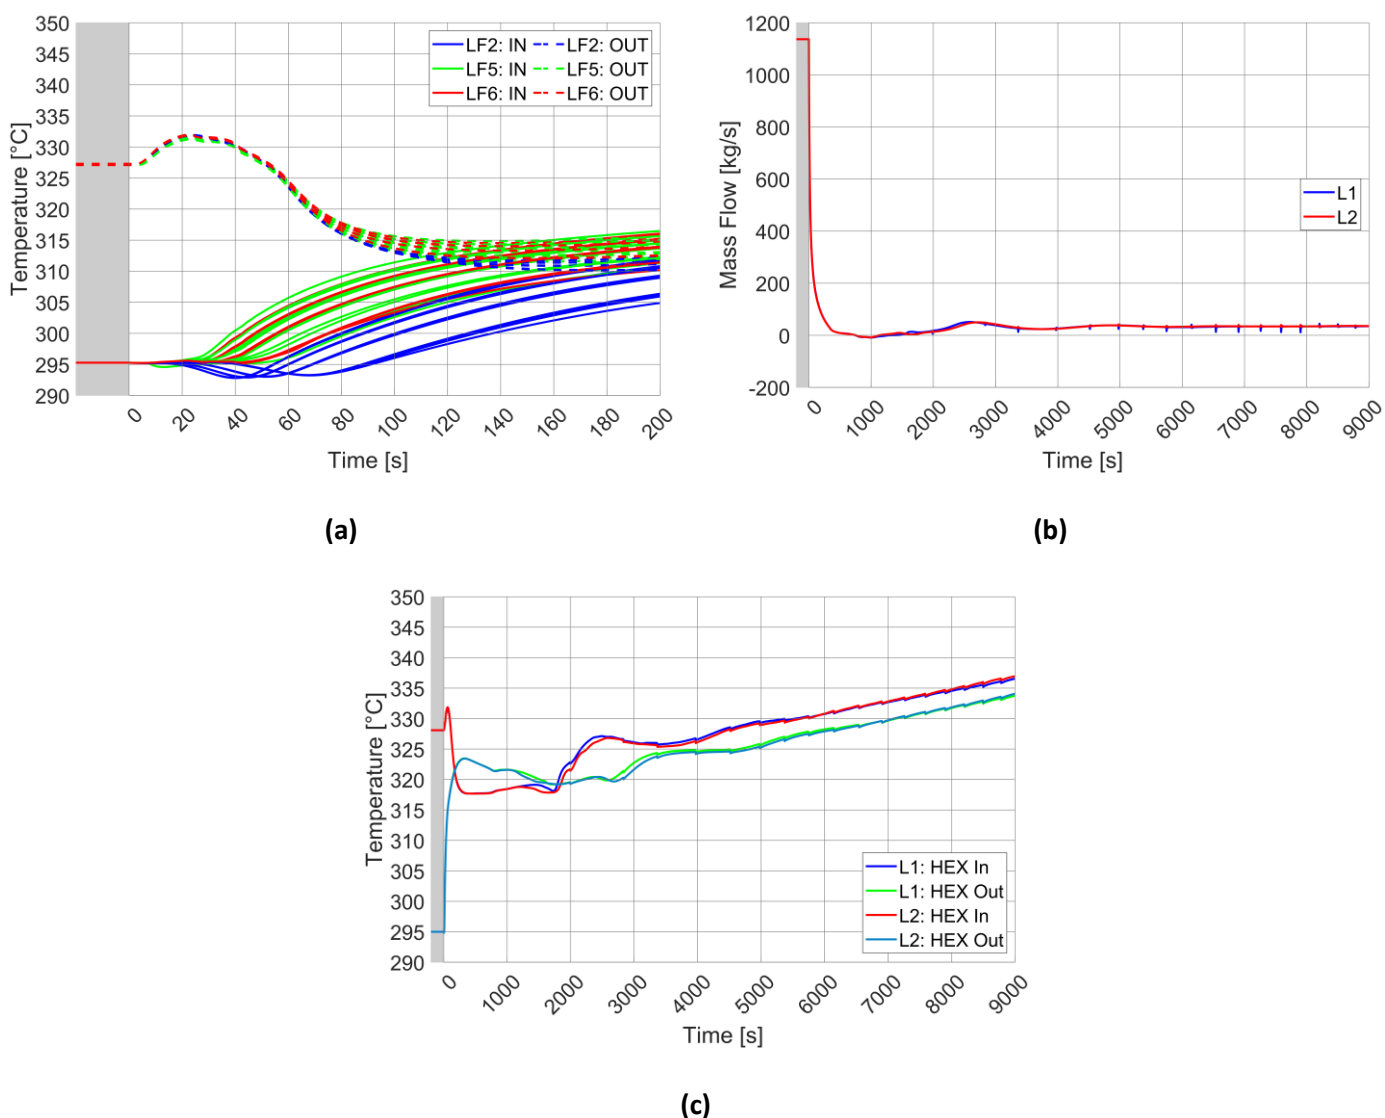 350
345
340
335
330
325
320
315
310
305
300
295
290
Temperature [°C]
LF2: IN LF2: OUT
LF5: IN LF5: OUT
LF6: IN LF6: OUT
0 20 40 60 80 100 120 140 160 180 200
Time [s]
(a)
1200
1000
800
600
400
200
0
-200
Mass Flow [kg/s]
L1
L2
0 1000 2000 3000 4000 5000 6000 7000 8000 9000
Time [s]
(b)
350
345
340
335
330
325
320
315
310
305
300
295
290
Temperature [°C]
L1: HEX In
L1: HEX Out
L2: HEX In
L2: HEX Out
0 1000 2000 3000 4000 5000 6000 7000 8000 9000
Time [s]
(c)